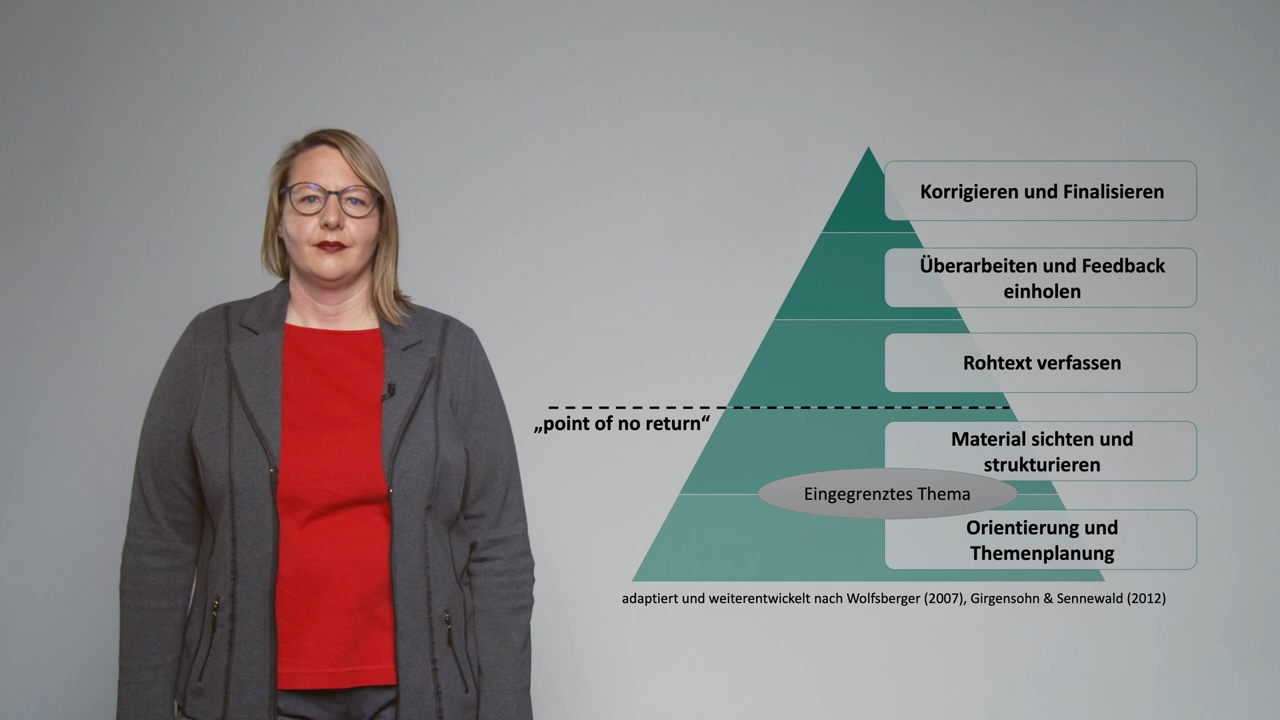 Korrigieren und Finalisieren
Überarbeiten und Feedback
einholen
Rohtext verfassen
„point of no return“
Material sichten und
strukturieren
Eingegrenztes Thema
Orientierung und
Themenplanung
adaptiert und weiterentwickelt nach Wolfsberger (2007), Girgensohn & Sennewald (2012)